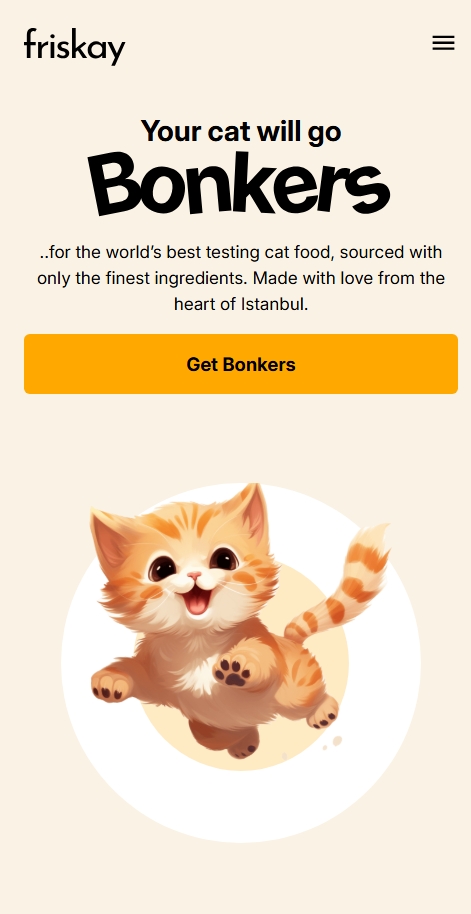 friskay
Your cat will go
Bonkers
..for the world’s best testing cat food, sourced with
only the finest ingredients. Made with love from the
heart of Istanbul.
Get Bonkers